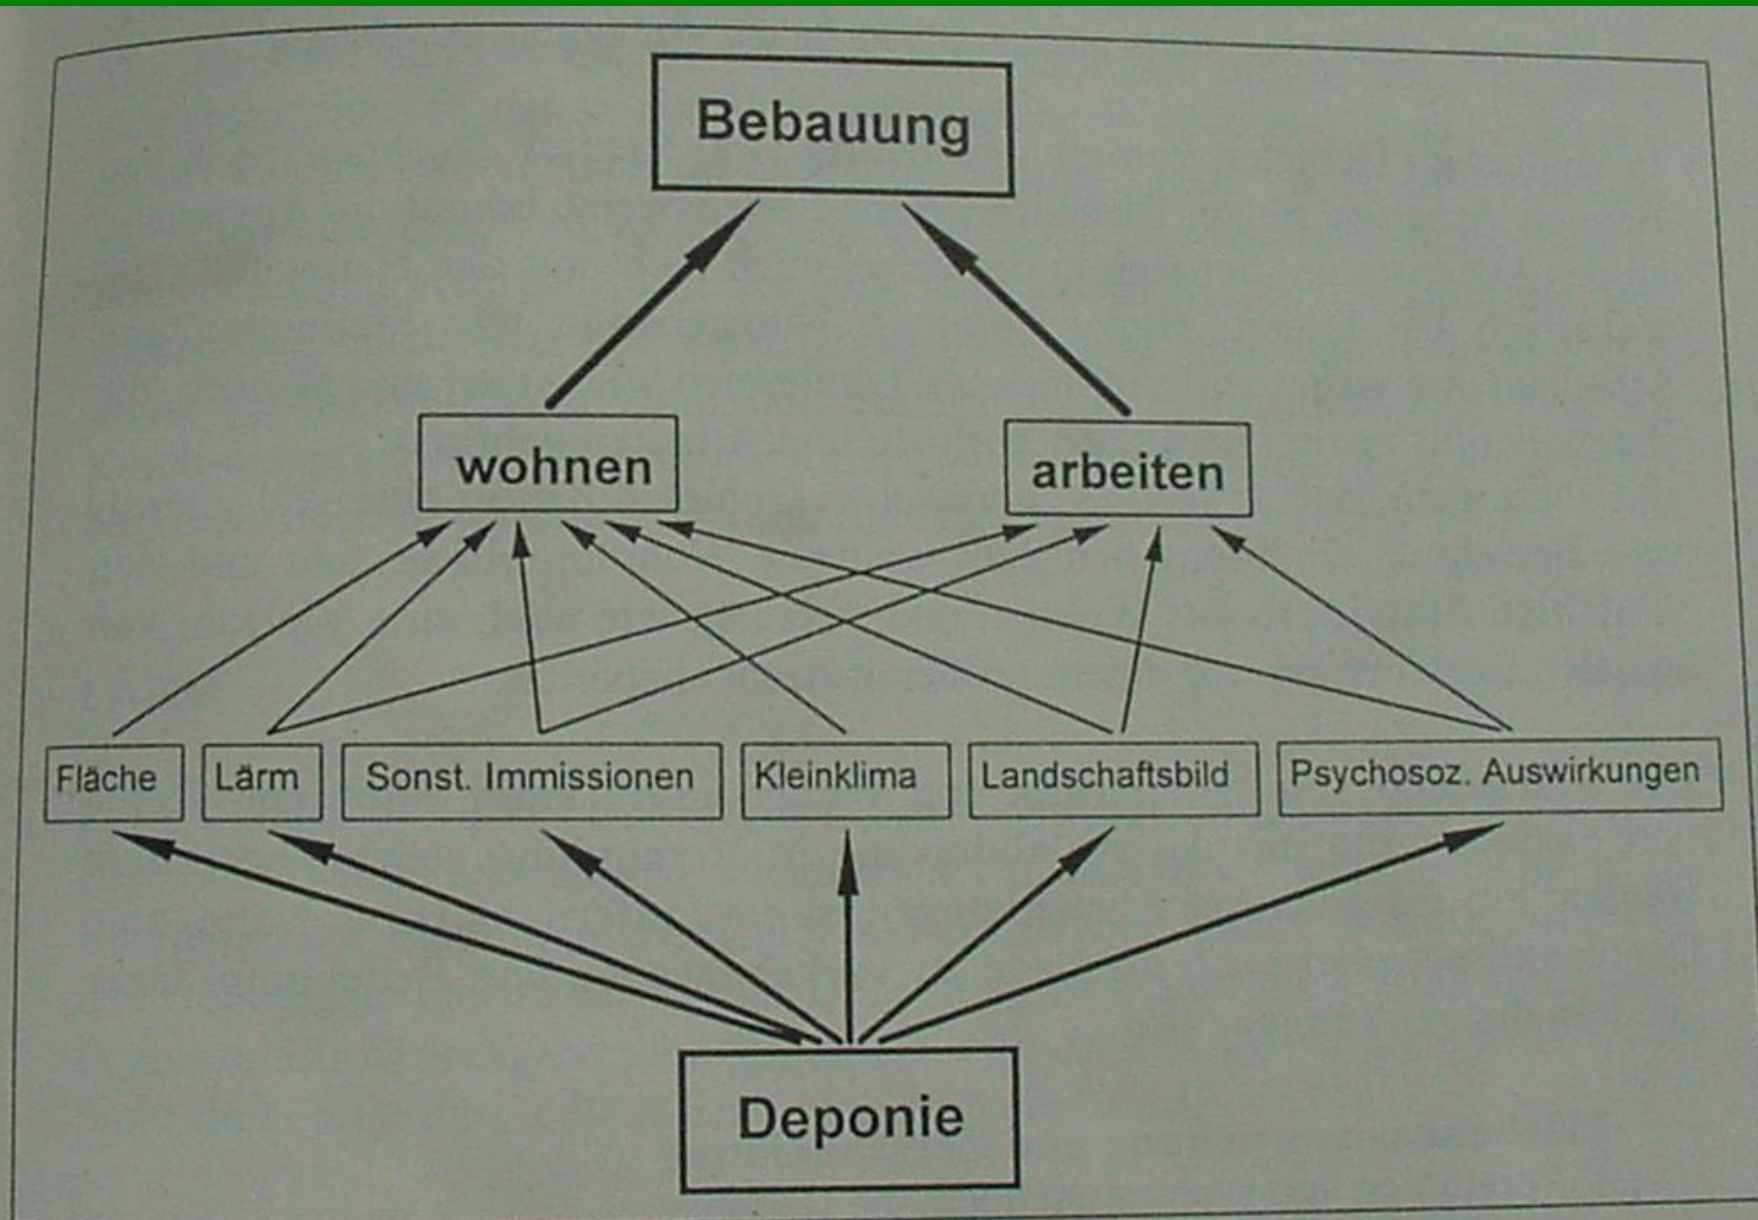 Bebauung
wohnen
arbeiten
Fläche
Lärm
Sonst. Immissionen
Kleinklima
Landschaftsbild
Psychosoz. Auswirkungen
Deponie